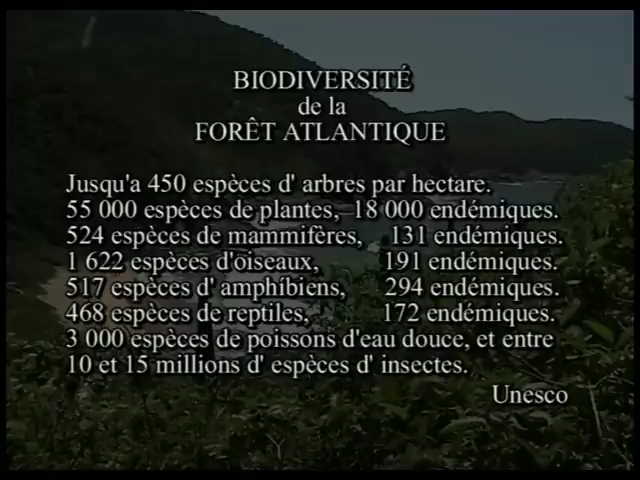 BIODIVERSITÉ
de la
FORÊT ATLANTIQUE
Jusqu'a 450 espèces d' arbres par hectare.
55 000 espèces de plantes, 18 000 endémiques.
524 espèces de mammifères, 131 endémiques.
1 622 espèces d'oiseaux, 191 endémiques.
517 espèces d' amphíbiens, 294 endémiques.
468 espèces de reptiles, 172 endémiques.
3 000 espèces de poissons d'eau douce, et entre
10 et 15 millions d' espèces d' insectes.
Unesco